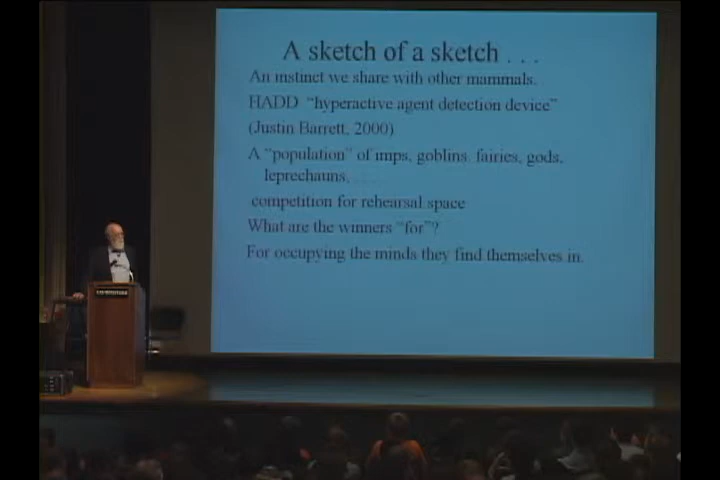 A sketch of a sketch . . .
An instinct we share with other mammals.
HADD "hyperactive agent detection device"
(Justin Barrett, 2000)
A "population" of imps, goblins. fairies, gods,
leprechauns, . . .
competition for rehearsal space
What are the winners "for"?
For occupying the minds they find themselves in.